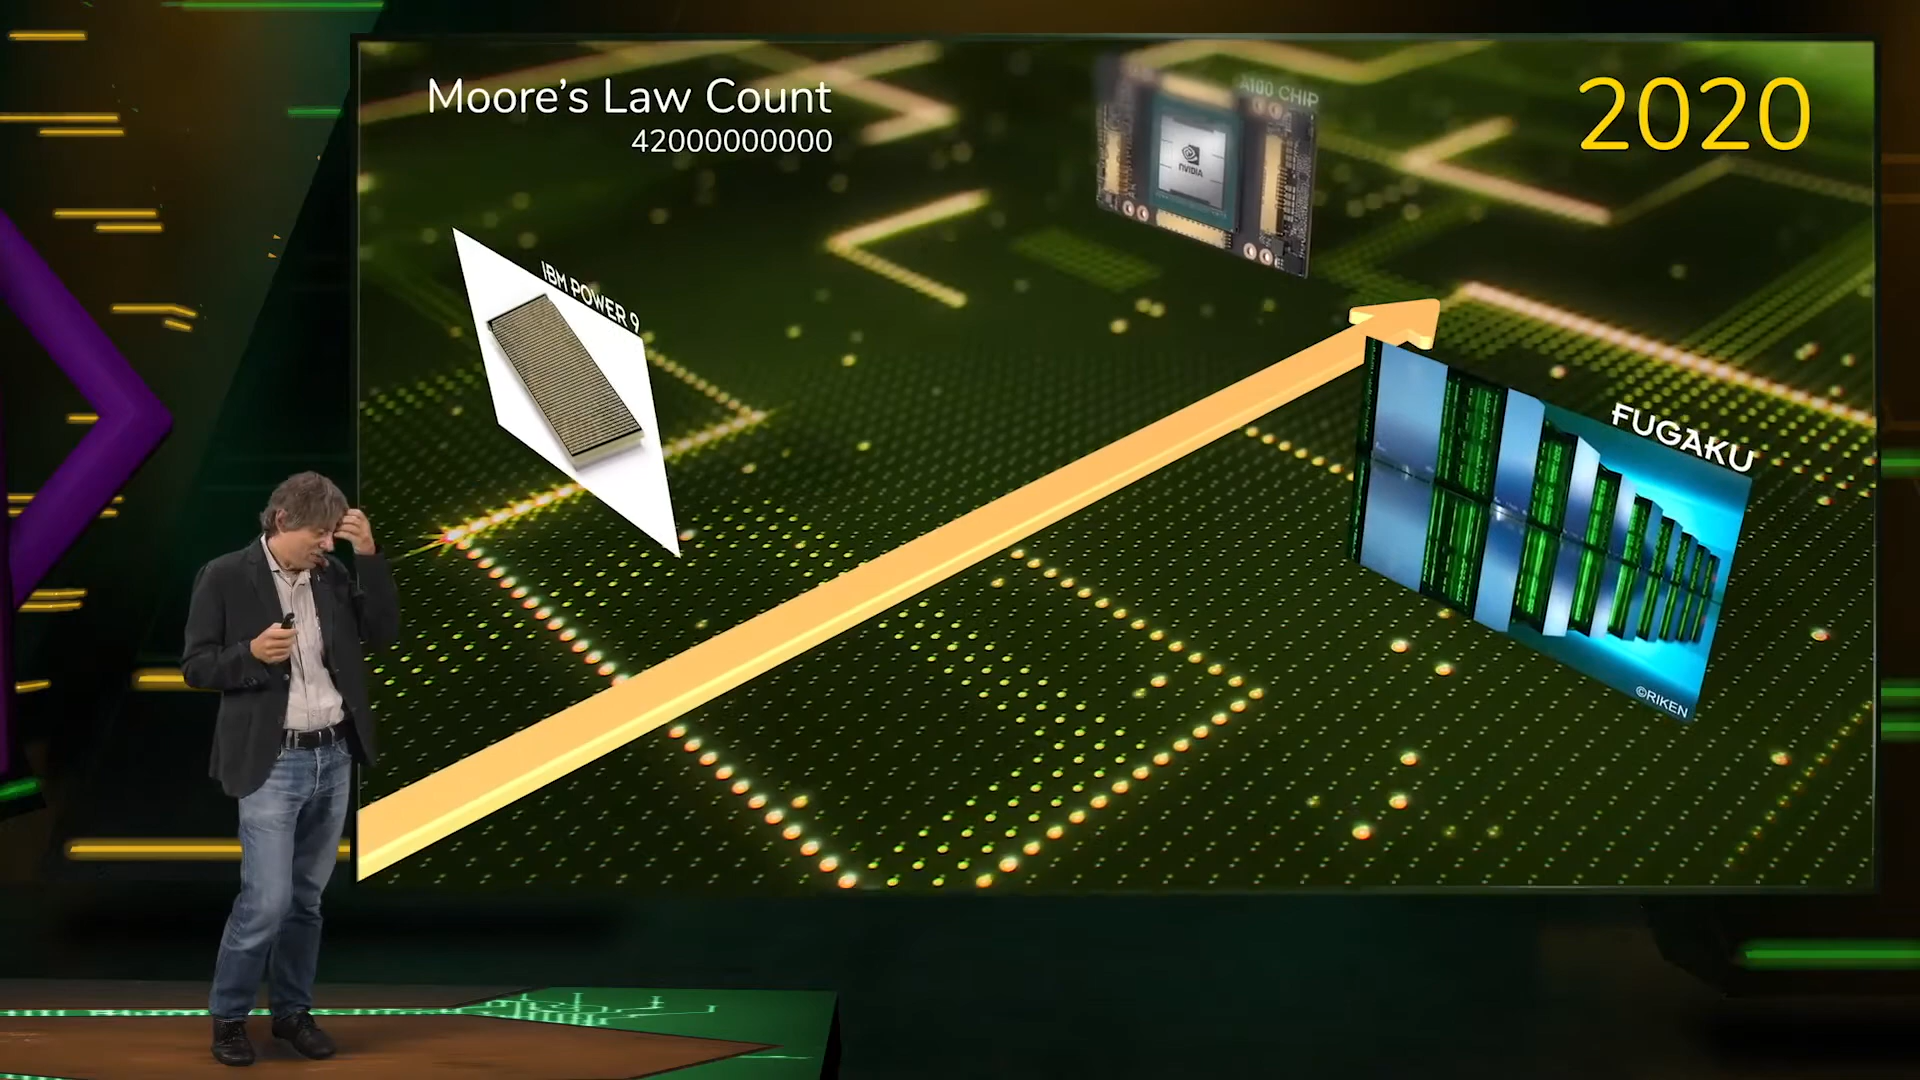 Moore's Law Count
42000000000
2020
A100 CHIP
NVIDIA
IBM POWER 9
FUGAKU
©RIKEN